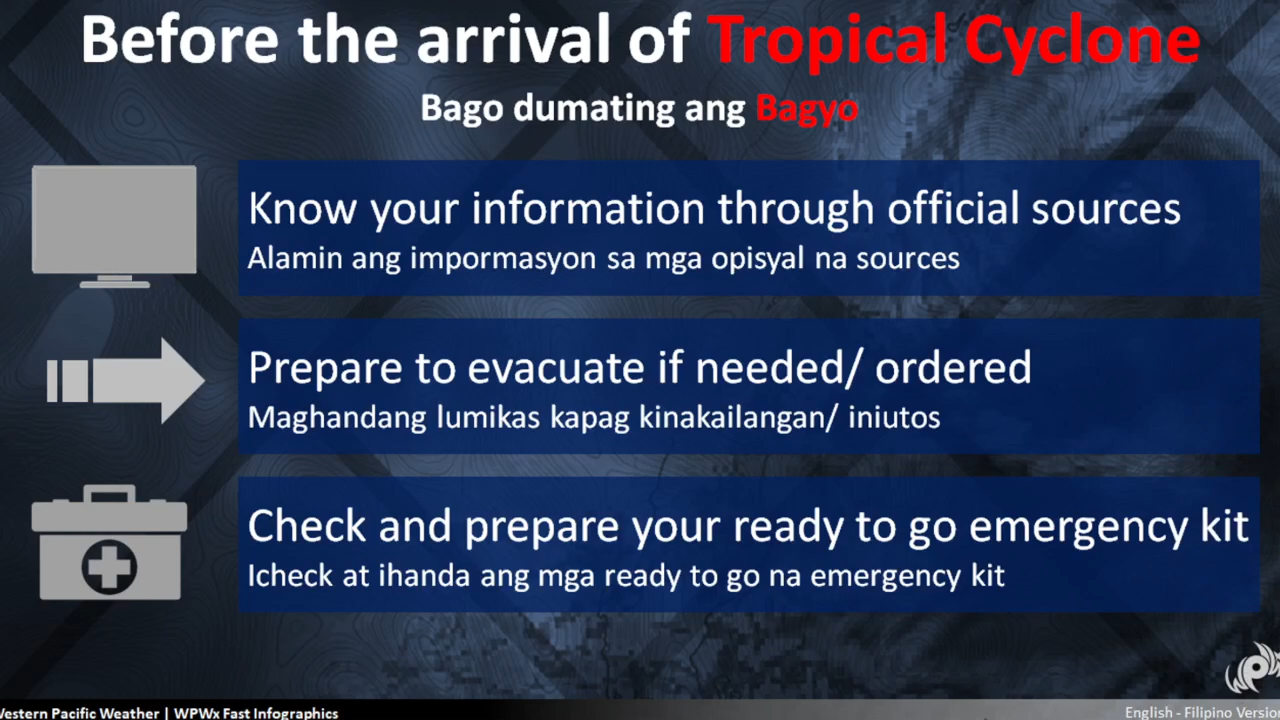 Before the arrival of Tropical Cyclone
Bago dumating ang Bagyo
Know your information through official sources
Alamin ang impormasyon sa mga opisyal na sources
Prepare to evacuate if needed/ ordered
Maghandang lumikas kapag kinakailangan/ iniutos
Check and prepare your ready to go emergency kit
Icheck at ihanda ang mga ready to go na emergency kit
Western Pacific Weather | WPWx Fast Infographics
English - Filipino Version